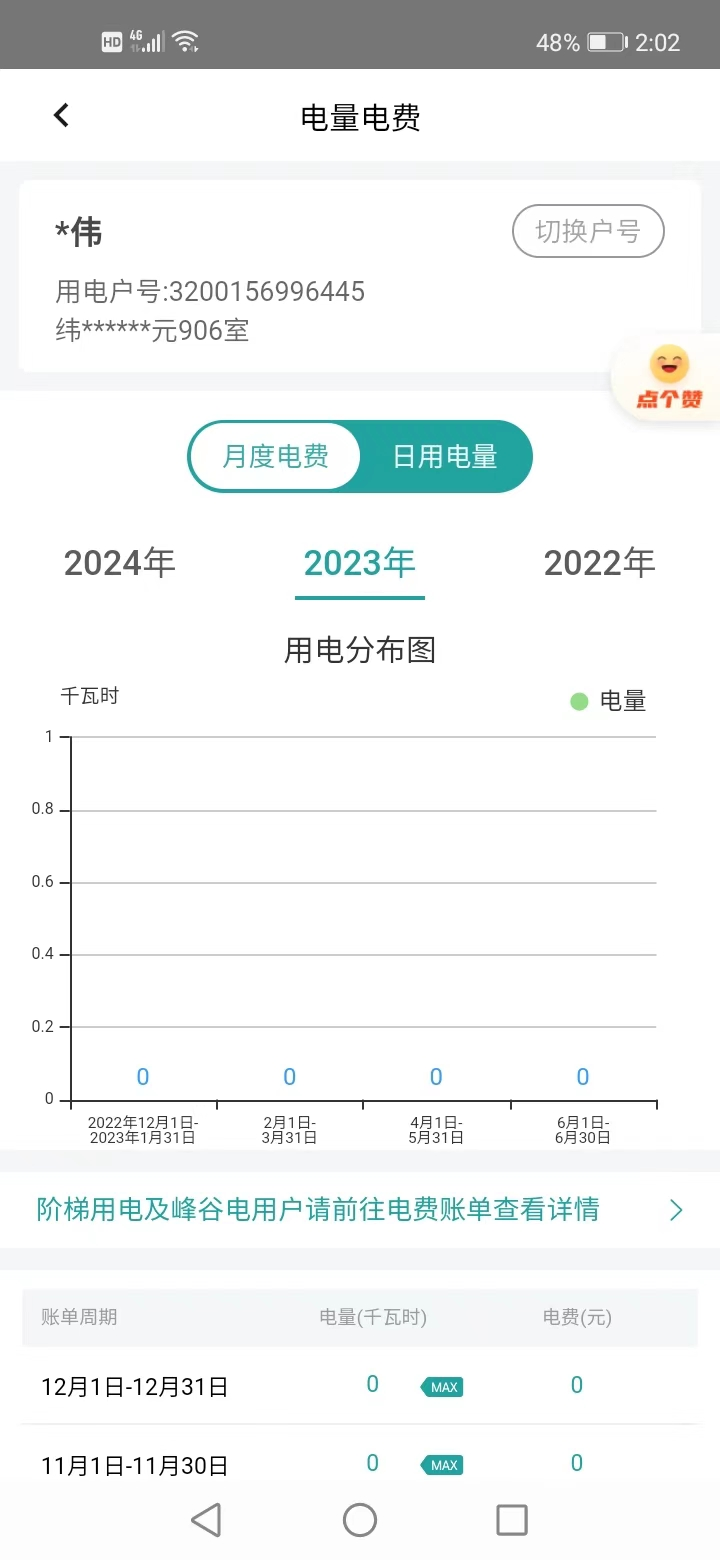 HD 4G 48% 2:02
电量电费
*伟
切换户号
用电户号:3200156996445
纬******元906室
点个赞
月度电费 日用电量
2024年 2023年 2022年
用电分布图
千瓦时 电量
1
0.8
0.6
0.4
0.2
0 0 0 0
0
2022年12月1日- 2月1日- 4月1日- 6月1日-
2023年1月31日 3月31日 5月31日 6月30日
阶梯用电及峰谷电用户请前往电费账单查看详情
账单周期 电量(千瓦时) 电费(元)
12月1日-12月31日 0 MAX 0
11月1日-11月30日 0 MAX 0